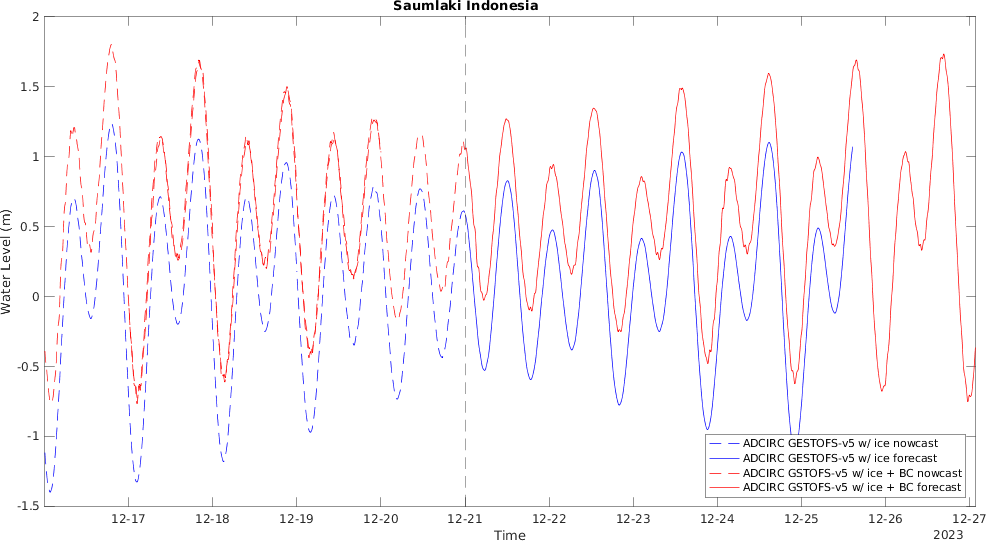 Saumlaki Indonesia
2
1.5
1
0.5
0
-0.5
-1
-1.5
Water Level (m)
12-17 12-18 12-19 12-20 12-21 12-22 12-23 12-24 12-25 12-26 12-27
Time
2023
ADCIRC GESTOFS-v5 w/ ice nowcast
ADCIRC GESTOFS-v5 w/ ice forecast
ADCIRC GSTOFS-v5 w/ ice + BC nowcast
ADCIRC GSTOFS-v5 w/ ice + BC forecast